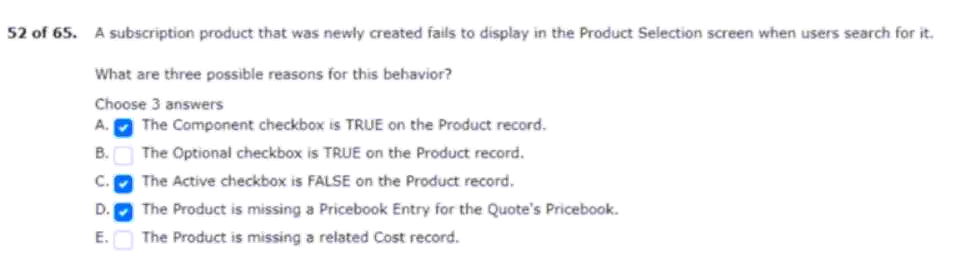 52 of 65. A subscription product that was newly created fails to display in the Product Selection screen when users search for it.
What are three possible reasons for this behavior?
Choose 3 answers
A. The Component checkbox is TRUE on the Product record.
B. The Optional checkbox is TRUE on the Product record.
C. The Active checkbox is FALSE on the Product record.
D. The Product is missing a Pricebook Entry for the Quote's Pricebook.
E. The Product is missing a related Cost record.